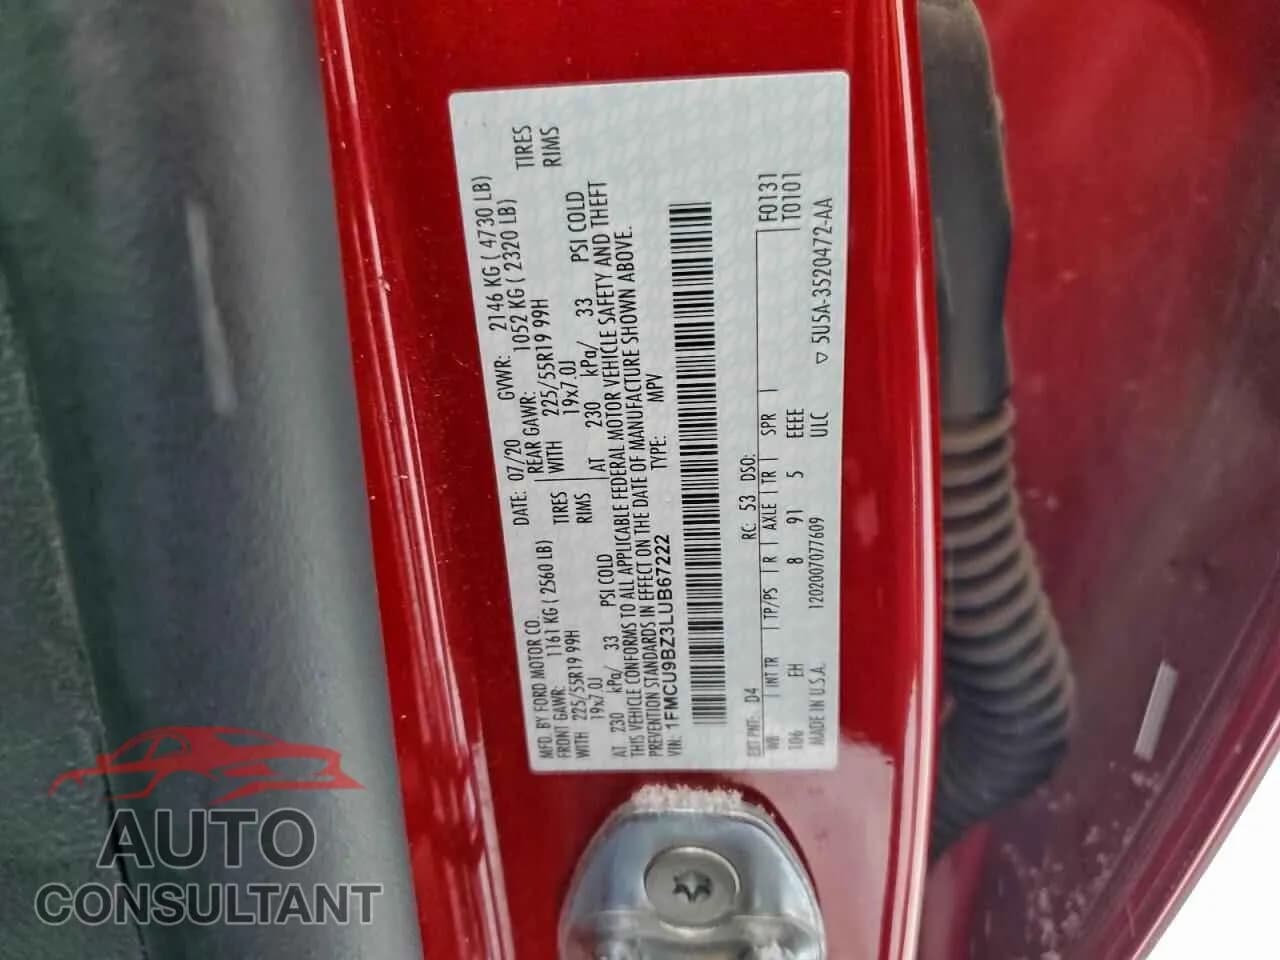 MFD. BY FORD MOTOR CO.
DATE: 07/20 GVWR: 2146 KG ( 4730 LB)
FRONT GAWR: 1161 KG ( 2560 LB) REAR GAWR: 1052 KG ( 2320 LB)
WITH 225/55R19 99H TIRES WITH 225/55R19 99H TIRES
19x7.0J RIMS 19x7.0J RIMS
AT 230 kPa/ 33 PSI COLD AT 230 kPa/ 33 PSI COLD
THIS VEHICLE CONFORMS TO ALL APPLICABLE FEDERAL MOTOR VEHICLE SAFETY AND THEFT
PREVENTION STANDARDS IN EFFECT ON THE DATE OF MANUFACTURE SHOWN ABOVE.
VIN: 1FMCU9BZ3LUB67222 TYPE: MPV
EXT PNT: D4 RC: 53 DSO: F0131
WB INT TR TP/PS R AXLE TR SPR T0101
106 EH 8 91 5 EEEE
MADE IN U.S.A. 1202007077609 ULC ▽ 5U5A-3520472-AA
AUTO
CONSULTANT